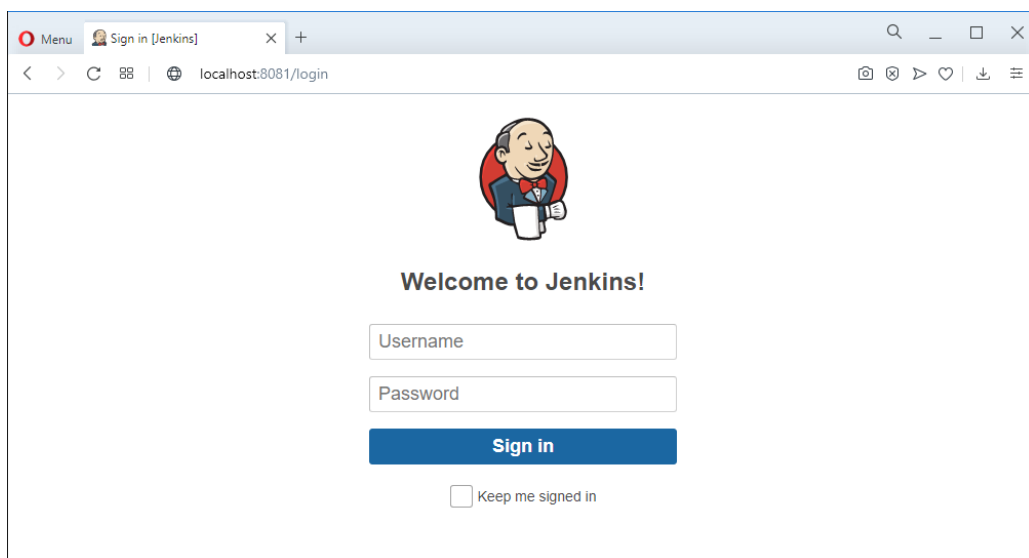 Menu
Sign in [Jenkins]
localhost:8081/login
Welcome to Jenkins!
Username
Password
Sign in
Keep me signed in